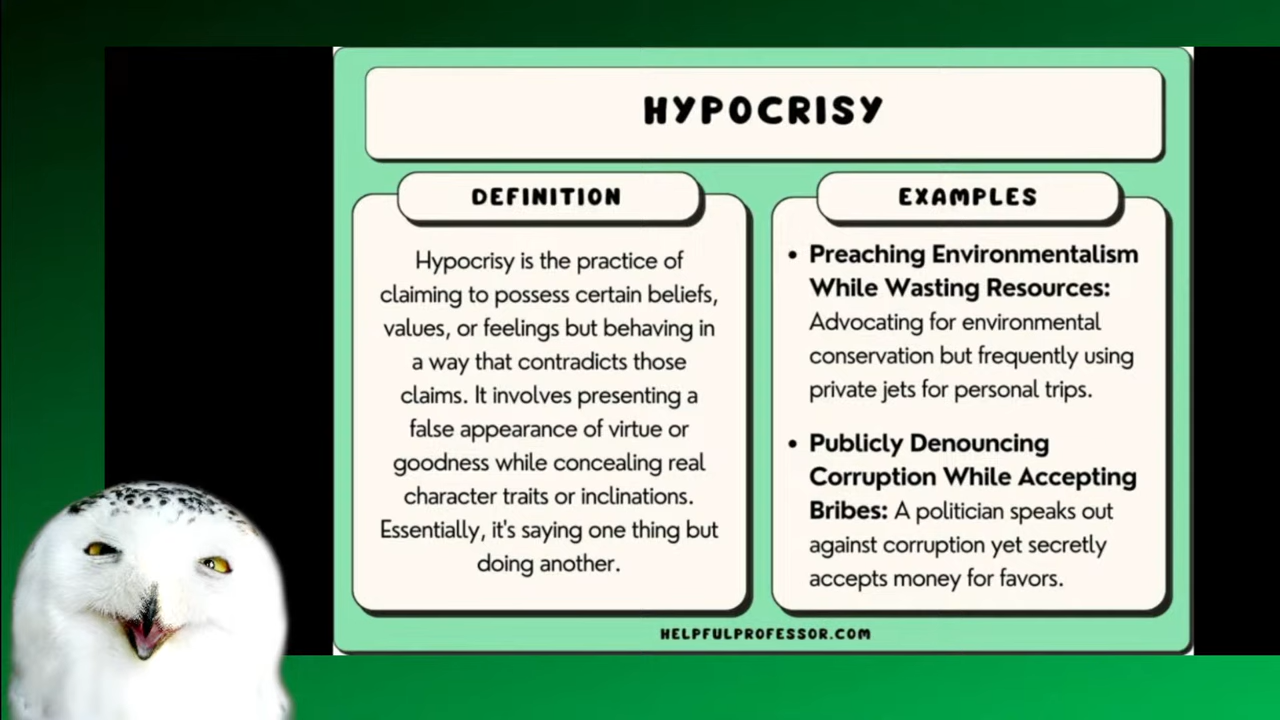 HYPOCRISY
DEFINITION
Hypocrisy is the practice of
claiming to possess certain beliefs,
values, or feelings but behaving in
a way that contradicts those
claims. It involves presenting a
false appearance of virtue or
goodness while concealing real
character traits or inclinations.
Essentially, it's saying one thing but
doing another.
EXAMPLES
• Preaching Environmentalism
While Wasting Resources:
Advocating for environmental
conservation but frequently using
private jets for personal trips.
• Publicly Denouncing
Corruption While Accepting
Bribes: A politician speaks out
against corruption yet secretly
accepts money for favors.
HELPFULPROFESSOR.COM